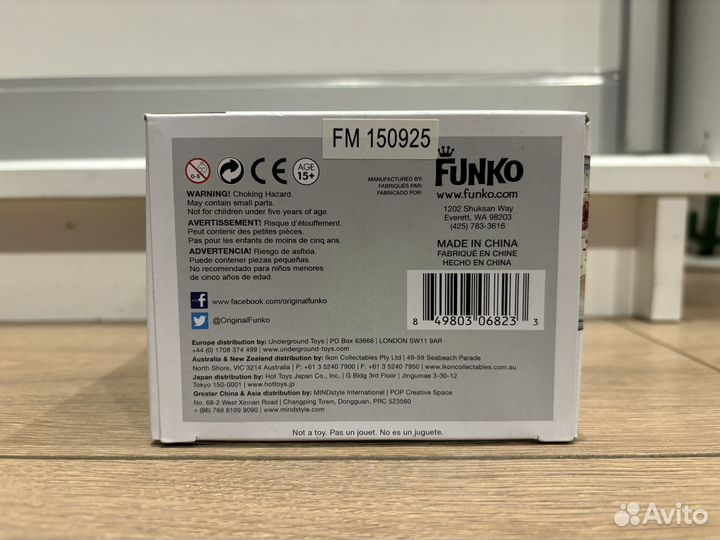 FM 150925
0-5
CE
AGE
15+
WARNING! Choking Hazard.
May contain small parts.
Not for children under five years of age.
AVERTISSEMENT! Risque d'étouffement.
Peut contenir des petites pièces.
Pas pour les enfants de moins de cinq ans.
ADVERTENCIA! Riesgo de asfixia.
Puede contener piezas pequeñas.
No recomendado para niños menores
de cinco años de edad.
f www.facebook.com/originalfunko
@OriginalFunko
MANUFACTURED BY:
FABRIQUÉS PAR:
FABRICADO POR:
FUNKO
www.funko.com
1202 Shuksan Way
Everett, WA 98203
(425) 783-3616
MADE IN CHINA
FABRIQUÉ EN CHINE
HECHO EN CHINA
8 49803 06823 3
Europe distribution by: Underground Toys | PO Box 63668 | LONDON SW11 9AR
+44 (0) 1708 374 499 | www.underground-toys.com
Australia & New Zealand distribution by: Ikon Collectables Pty Ltd | 49-59 Seabeach Parade
North Shore, VIC 3214 Australia | P: +61 3 5240 7900 | F: +61 3 5240 7950 | www.ikoncollectables.com.au
Japan distribution by: Hot Toys Japan Co., Inc. | G Bldg 3rd Floor | Jingumae 3-30-12
Tokyo 150-0001 | www.hottoys.jp
Greater China & Asia distribution by: MINDstyle International | POP Creative Space
No. 68-2 West Xinnan Road | Changping Town, Dongguan, PRC 523560
+ (86) 769 8109 9090 | www.mindstyle.com
Not a toy. Pas un jouet. No es un juguete.
Avito